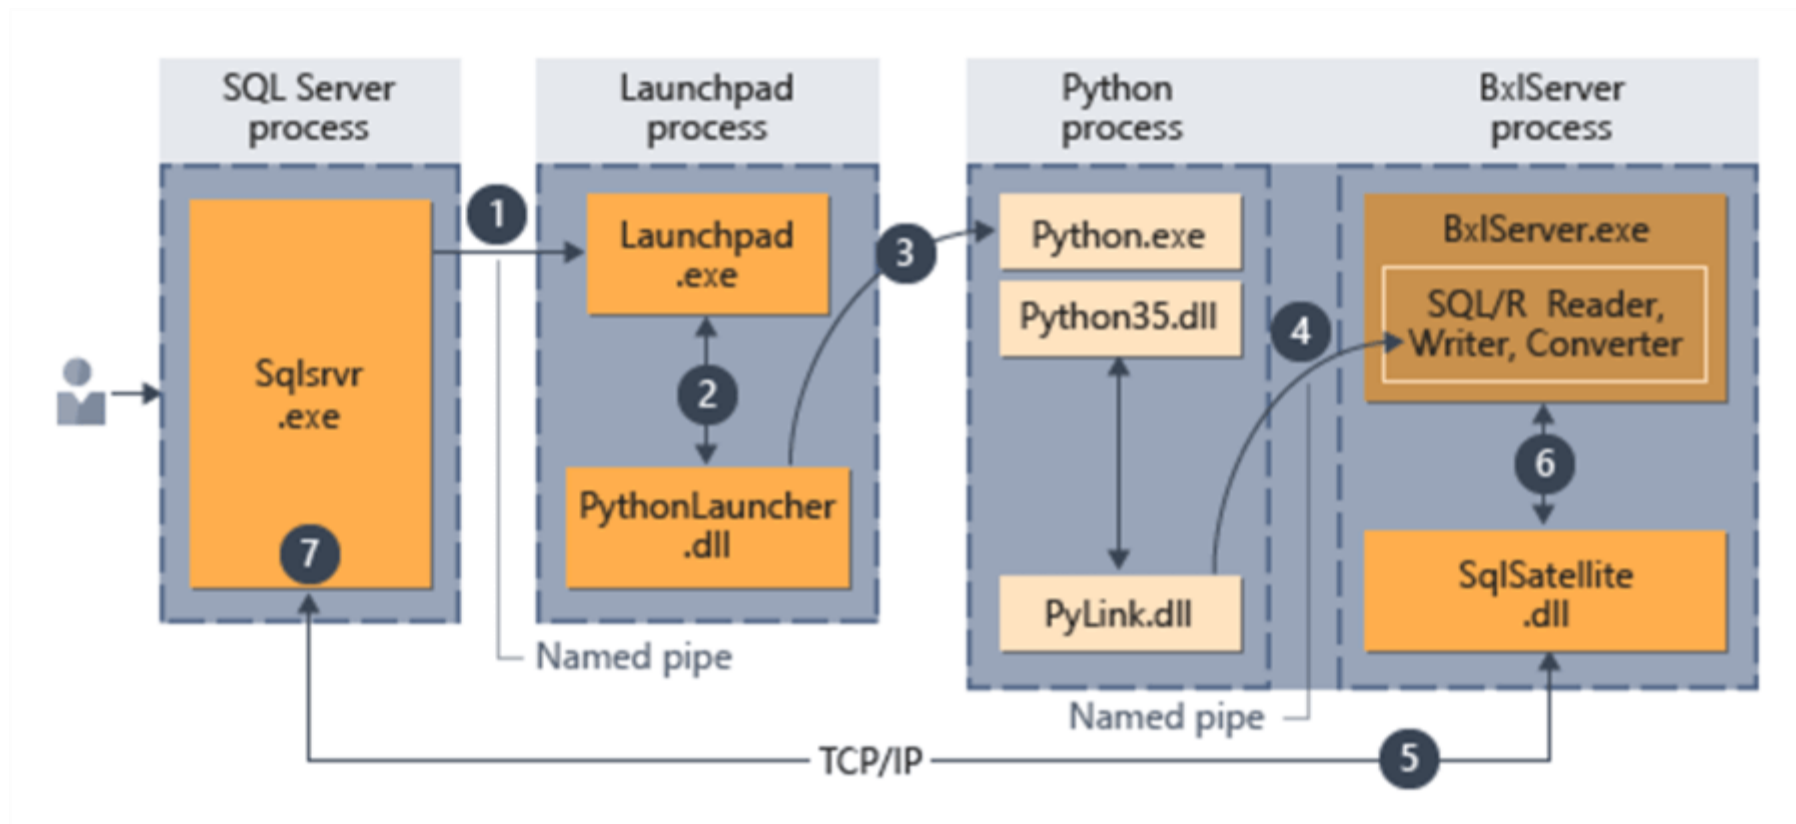 SQL Server
process
Launchpad
process
Python
process
BxlServer
process
1
Launchpad
.exe
3
Python.exe
BxlServer.exe
Python35.dll
4
SQL/R Reader,
Writer, Converter
Sqlsrvr
.exe
2
6
PythonLauncher
.dll
7
SqlSatellite
.dll
PyLink.dll
Named pipe
Named pipe
TCP/IP
5